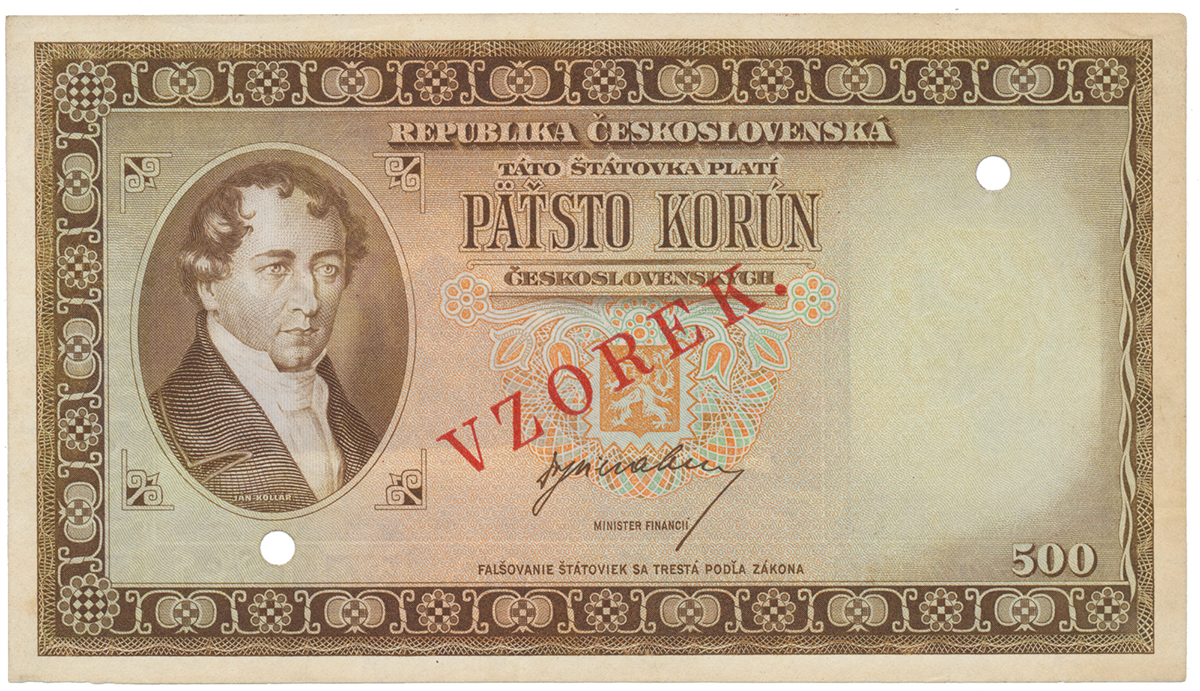 REPUBLIKA ČESKOSLOVENSKÁ
TÁTO ŠTÁTOVKA PLATÍ
PÄŤSTO KORÚN
ČESKOSLOVENSKÝCH
VZOREK.
JAN KOLLÁR
MINISTER FINANCIÍ
FALŠOVANIE ŠTÁTOVIEK SA TRESTÁ PODĽA ZÁKONA
500